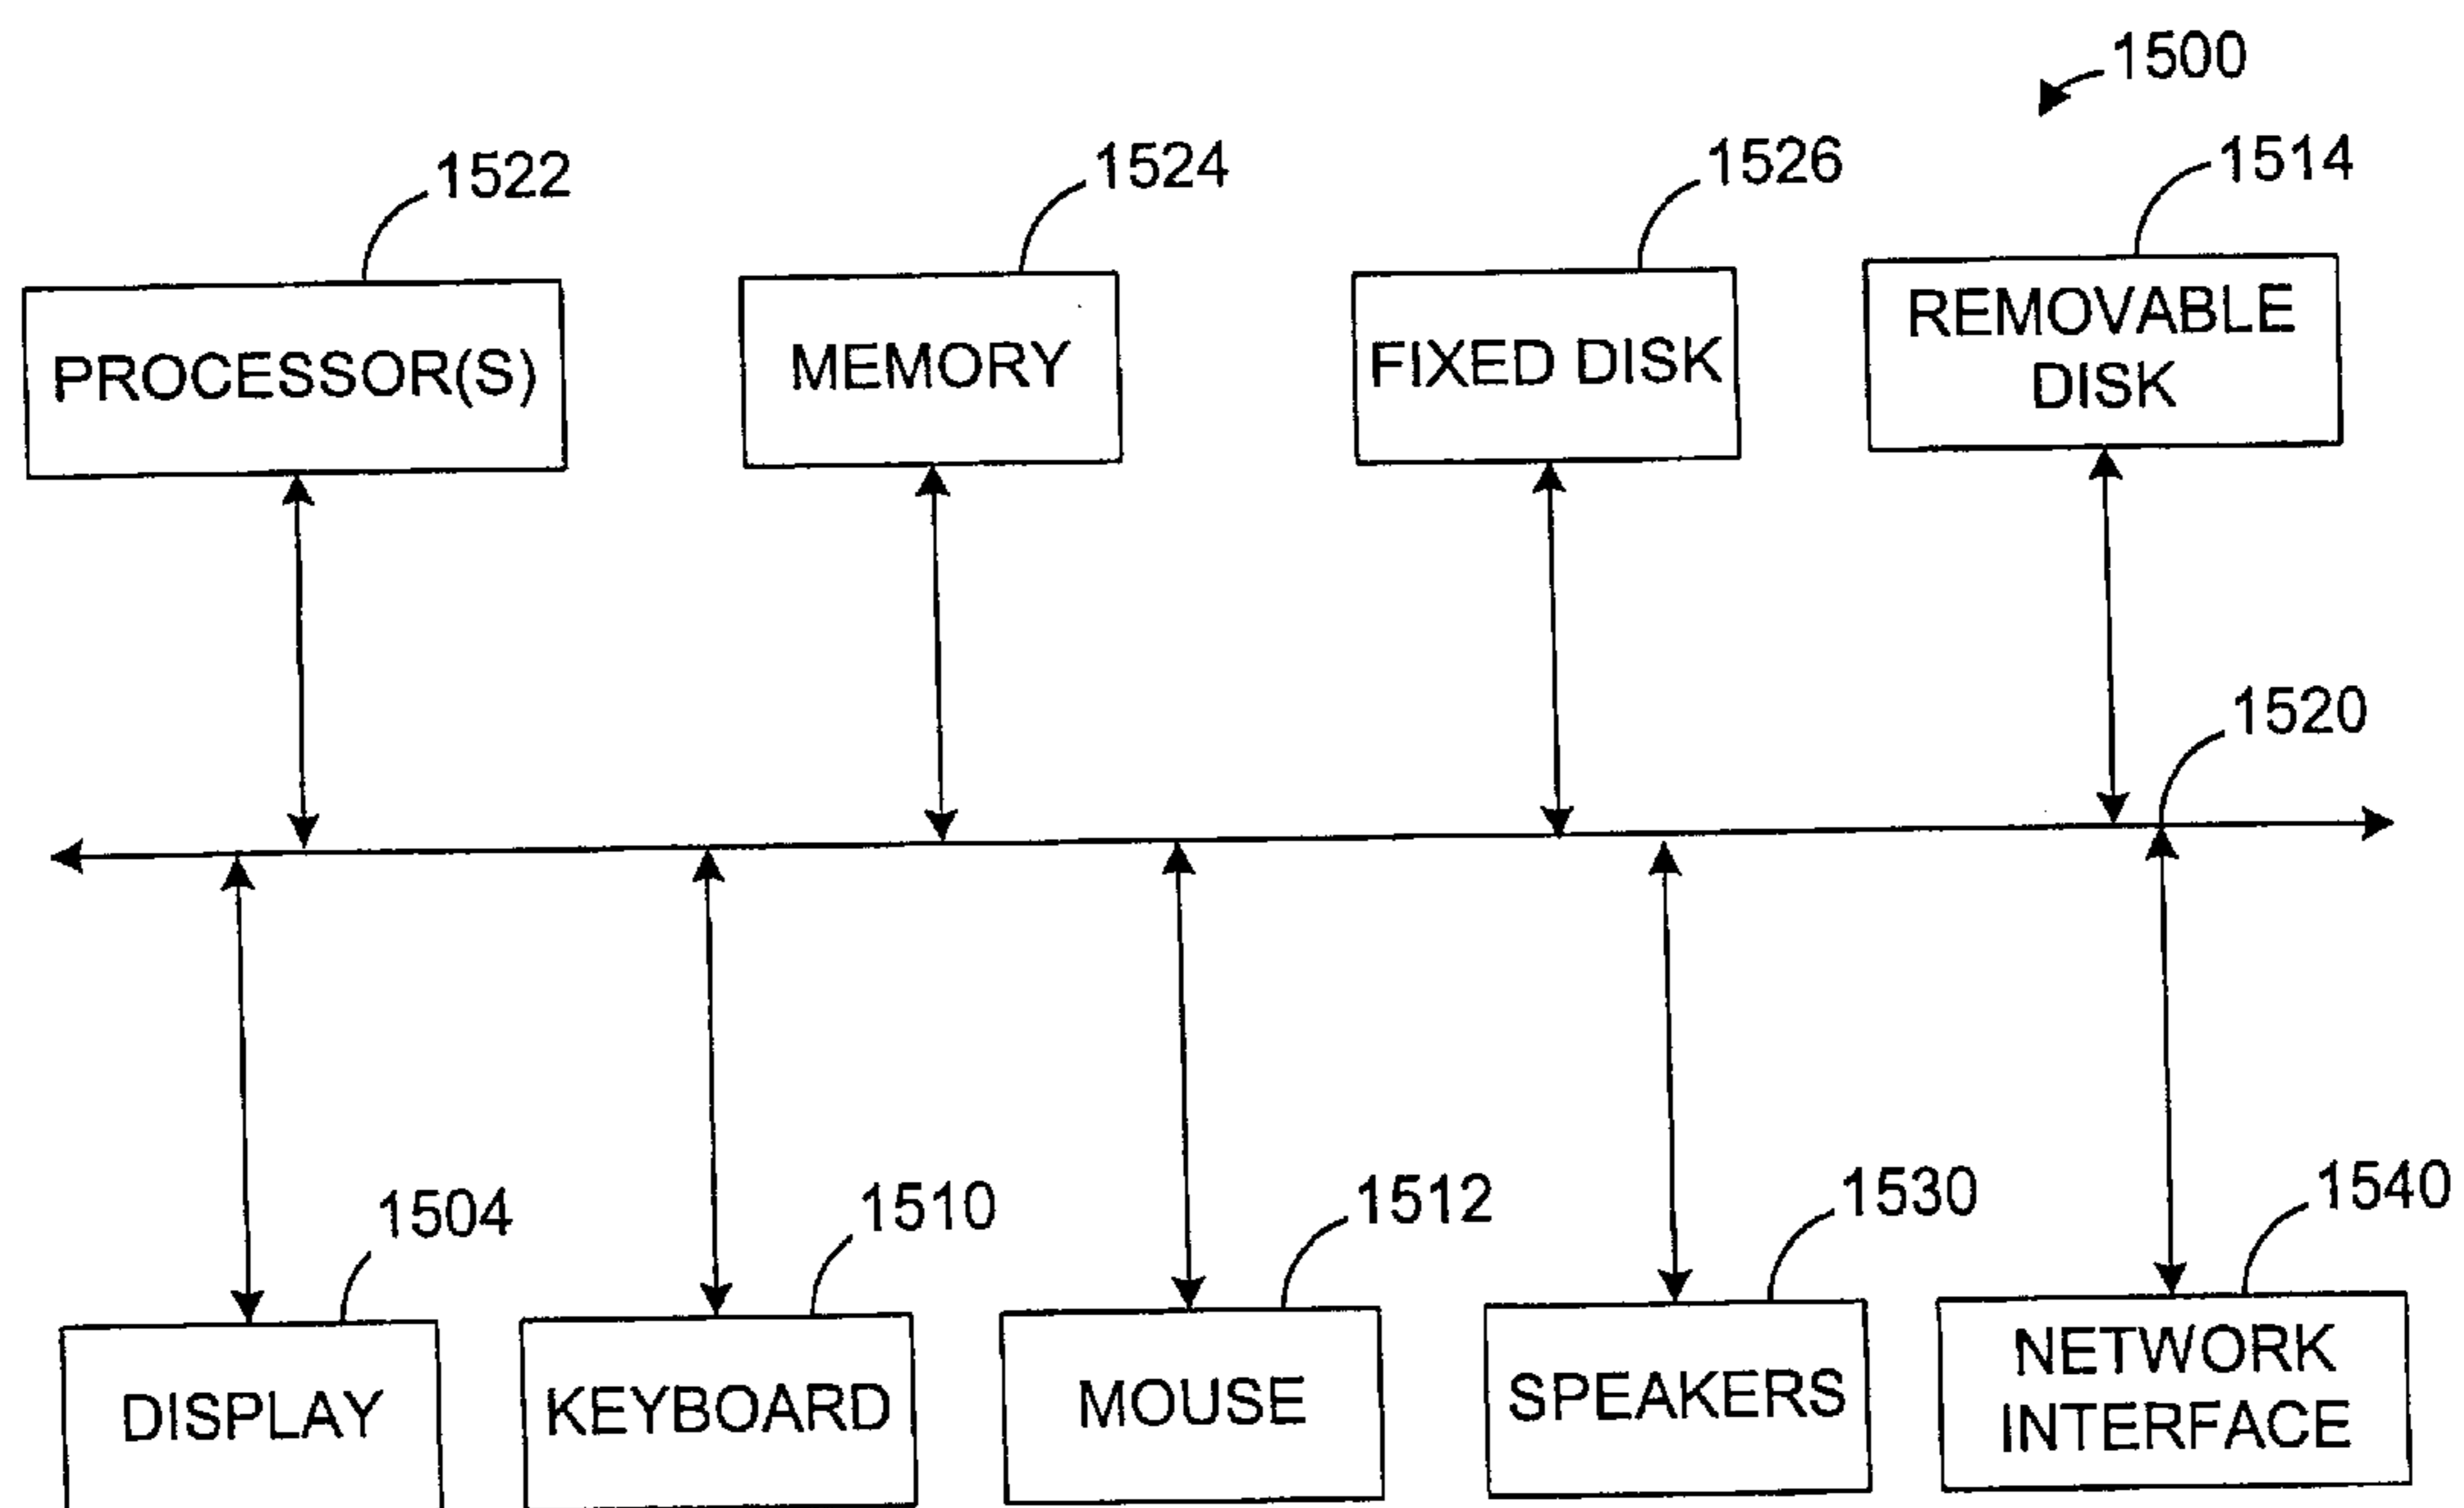 1500
1522
1524
1526
1514
PROCESSOR(S)
MEMORY
FIXED DISK
REMOVABLE
DISK
1520
1504
1510
1512
1530
1540
DISPLAY
KEYBOARD
MOUSE
SPEAKERS
NETWORK
INTERFACE